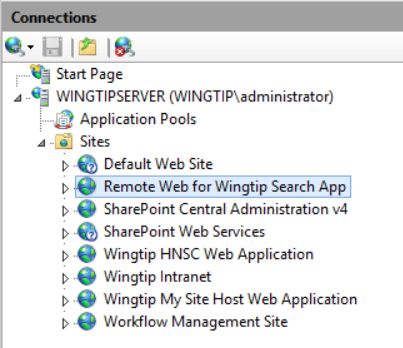 Connections
Start Page
WINGTIPSERVER (WINGTIP\administrator)
Application Pools
Sites
Default Web Site
Remote Web for Wingtip Search App
SharePoint Central Administration v4
SharePoint Web Services
Wingtip HNSC Web Application
Wingtip Intranet
Wingtip My Site Host Web Application
Workflow Management Site